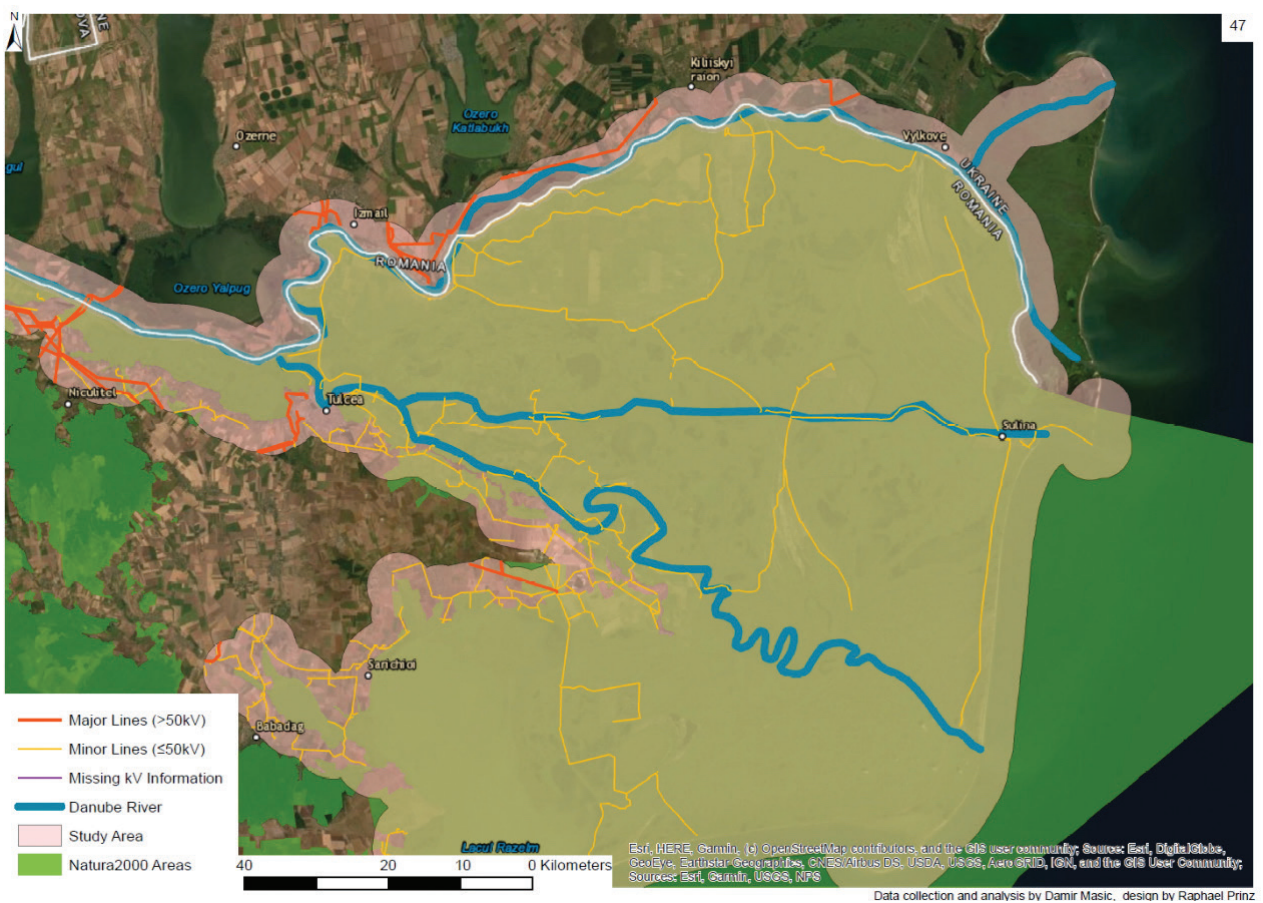 N
47
NE
OVA
Kiliiskyi
raion
Ozerne
Ozero
Katlabukh
gul
Vylkove
UKRAINE
ROMANIA
Izmail
ROMANIA
Ozero Yalpug
Niculitel
Tulcea
Sulina
Sarichioi
Babadag
Major Lines (>50kV)
Minor Lines (≤50kV)
Missing kV Information
Danube River
Study Area
Natura2000 Areas
Lacul Razelm
40 20 10 0 Kilometers
Esri, HERE, Garmin, (c) OpenStreetMap contributors, and the GIS user community; Source: Esri, DigitalGlobe,
GeoEye, Earthstar Geographics, CNES/Airbus DS, USDA, USGS, AeroGRID, IGN, and the GIS User Community;
Sources: Esri, Garmin, USGS, NPS
Data collection and analysis by Damir Masic, design by Raphael Prinz